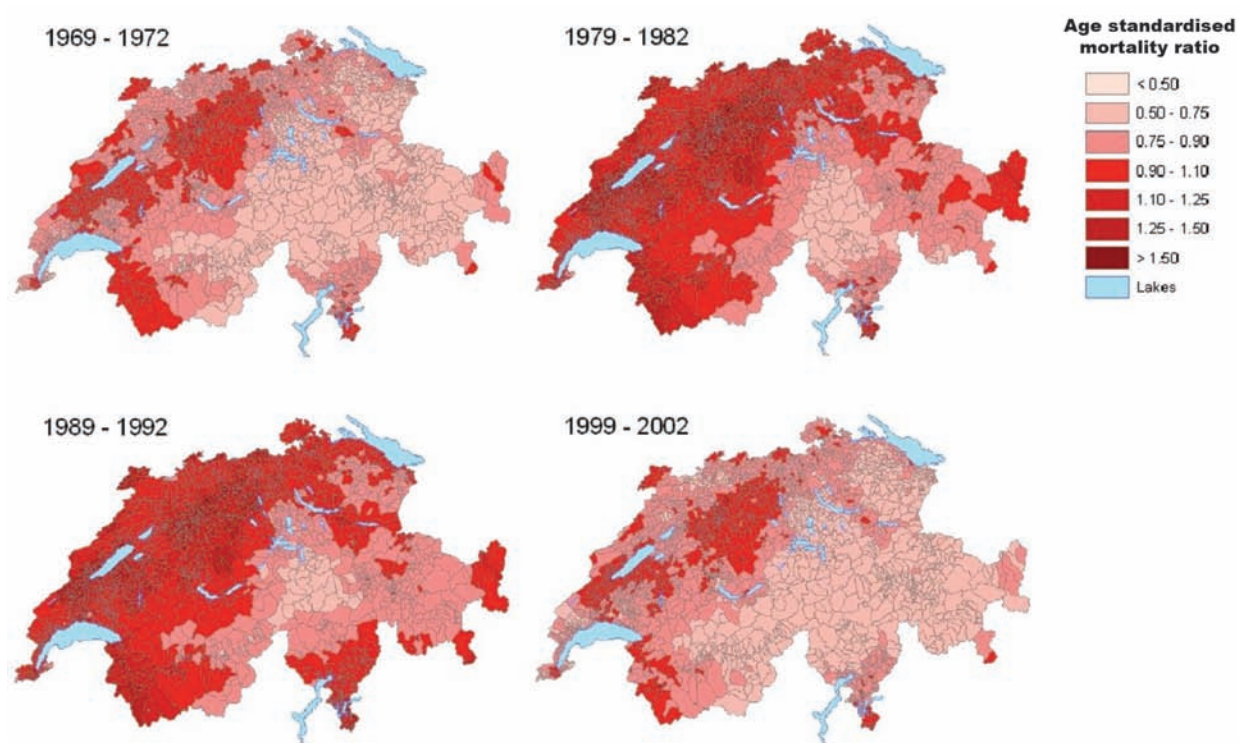 1969 - 1972
1979 - 1982
Age standardised
mortality ratio
< 0.50
0.50 - 0.75
0.75 - 0.90
0.90 - 1.10
1.10 - 1.25
1.25 - 1.50
> 1.50
Lakes
1989 - 1992
1999 - 2002